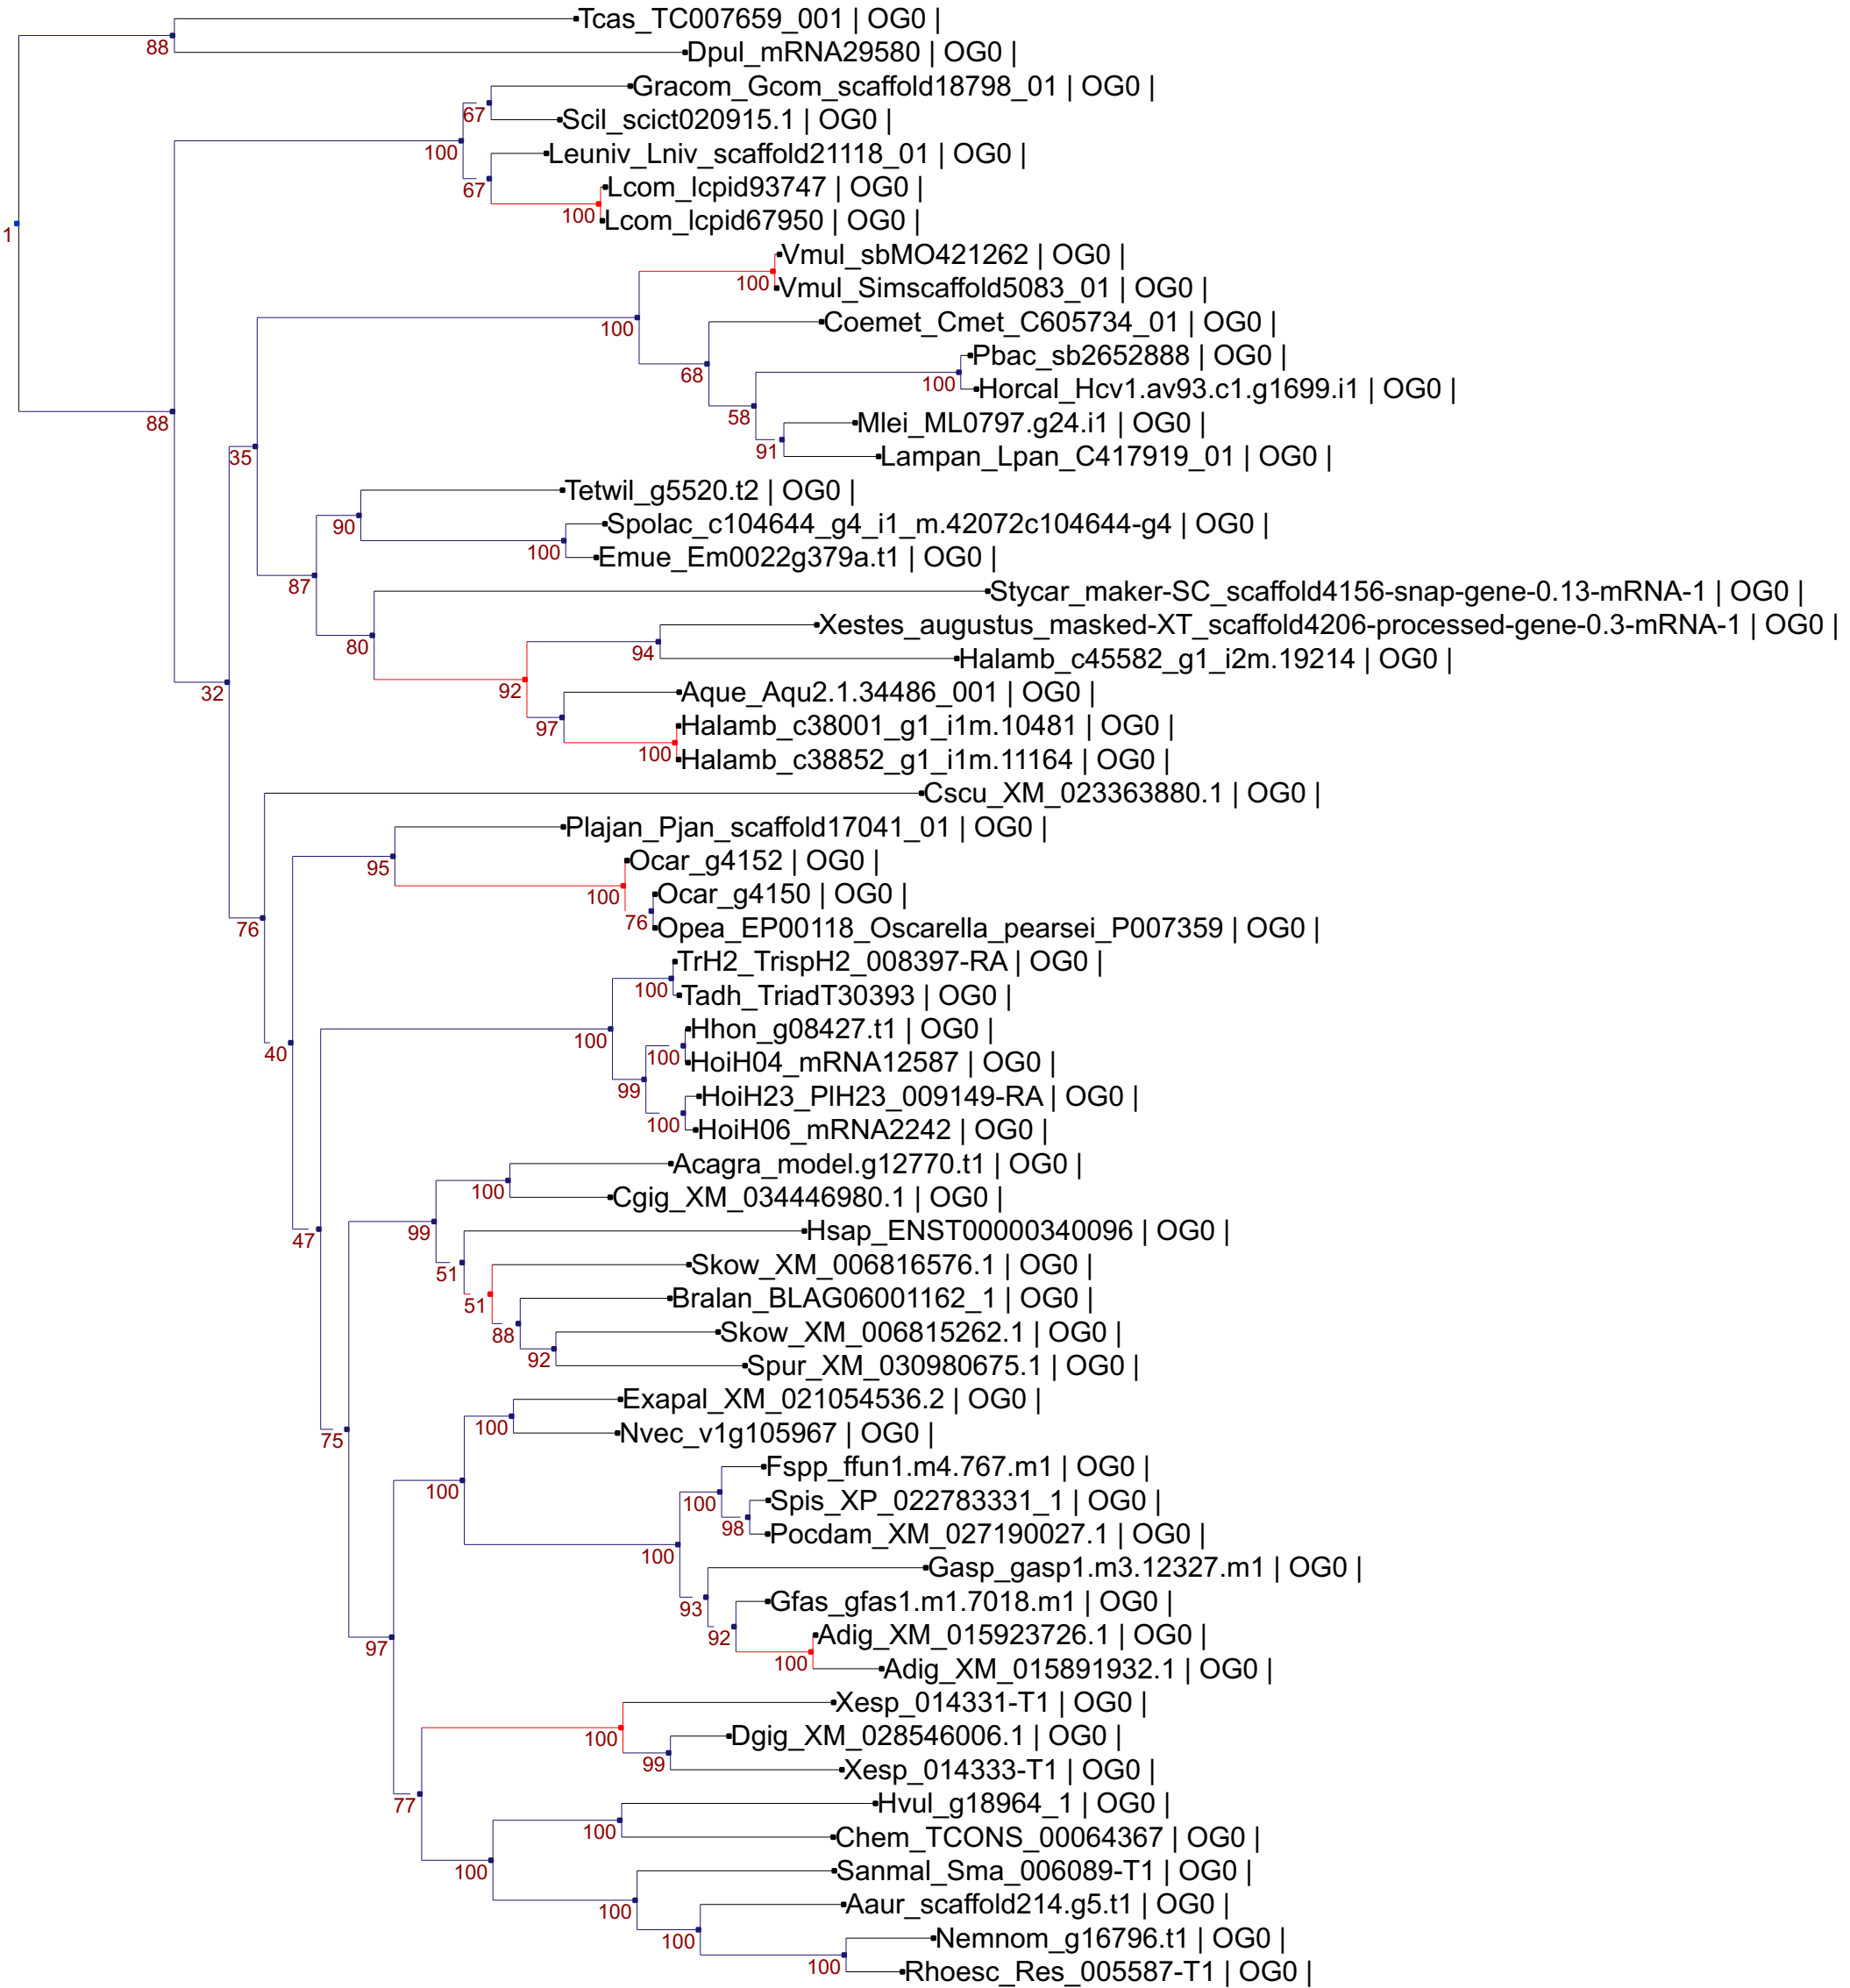 Tcas_TC007659_001 | OG0 |
88
Dpul_mRNA29580 | OG0 |
Gracom_Gcom_scaffold18798_01 | OG0 |
67
Scil_scict020915.1 | OG0 |
100
Leuniv_Lniv_scaffold21118_01 | OG0 |
67
Lcom_lcpid93747 | OG0 |
100
Lcom_lcpid67950 | OG0 |
1
Vmul_sbMO421262 | OG0 |
100
Vmul_Simscaffold5083_01 | OG0 |
100
Coemet_Cmet_C605734_01 | OG0 |
Pbac_sb2652888 | OG0 |
68
100
Horcal_Hcv1.av93.c1.g1699.i1 | OG0 |
58
88
Mlei_ML0797.g24.i1 | OG0 |
91
35
Lampan_Lpan_C417919_01 | OG0 |
Tetwil_g5520.t2 | OG0 |
90
Spolac_c104644_g4_i1_m.42072c104644-g4 | OG0 |
100
Emue_Em0022g379a.t1 | OG0 |
87
Stycar_maker-SC_scaffold4156-snap-gene-0.13-mRNA-1 | OG0 |
Xestes_augustus_masked-XT_scaffold4206-processed-gene-0.3-mRNA-1 | OG0 |
80
94
Halamb_c45582_g1_i2m.19214 | OG0 |
32
92
Aque_Aqu2.1.34486_001 | OG0 |
97
Halamb_c38001_g1_i1m.10481 | OG0 |
100
Halamb_c38852_g1_i1m.11164 | OG0 |
Cscu_XM_023363880.1 | OG0 |
Plajan_Pjan_scaffold17041_01 | OG0 |
95
Ocar_g4152 | OG0 |
100
Ocar_g4150 | OG0 |
76
76
Opea_EP00118_Oscarella_pearsei_P007359 | OG0 |
TrH2_TrispH2_008397-RA | OG0 |
100
Tadh_TriadT30393 | OG0 |
Hhon_g08427.t1 | OG0 |
100
40
100
HoiH04_mRNA12587 | OG0 |
99
HoiH23_PlH23_009149-RA | OG0 |
100
HoiH06_mRNA2242 | OG0 |
Acagra_model.g12770.t1 | OG0 |
100
Cgig_XM_034446980.1 | OG0 |
99
47
Hsap_ENST00000340096 | OG0 |
51
Skow_XM_006816576.1 | OG0 |
51
Bralan_BLAG06001162_1 | OG0 |
88
Skow_XM_006815262.1 | OG0 |
92
Spur_XM_030980675.1 | OG0 |
Exapal_XM_021054536.2 | OG0 |
100
75
Nvec_v1g105967 | OG0 |
Fspp_ffun1.m4.767.m1 | OG0 |
100
100
Spis_XP_022783331_1 | OG0 |
98
Pocdam_XM_027190027.1 | OG0 |
100
Gasp_gasp1.m3.12327.m1 | OG0 |
93
Gfas_gfas1.m1.7018.m1 | OG0 |
92
Adig_XM_015923726.1 | OG0 |
97
100
Adig_XM_015891932.1 | OG0 |
Xesp_014331-T1 | OG0 |
100
Dgig_XM_028546006.1 | OG0 |
99
Xesp_014333-T1 | OG0 |
77
Hvul_g18964_1 | OG0 |
100
Chem_TCONS_00064367 | OG0 |
100
Sanmal_Sma_006089-T1 | OG0 |
100
Aaur_scaffold214.g5.t1 | OG0 |
100
Nemnom_g16796.t1 | OG0 |
100
Rhoesc_Res_005587-T1 | OG0 |